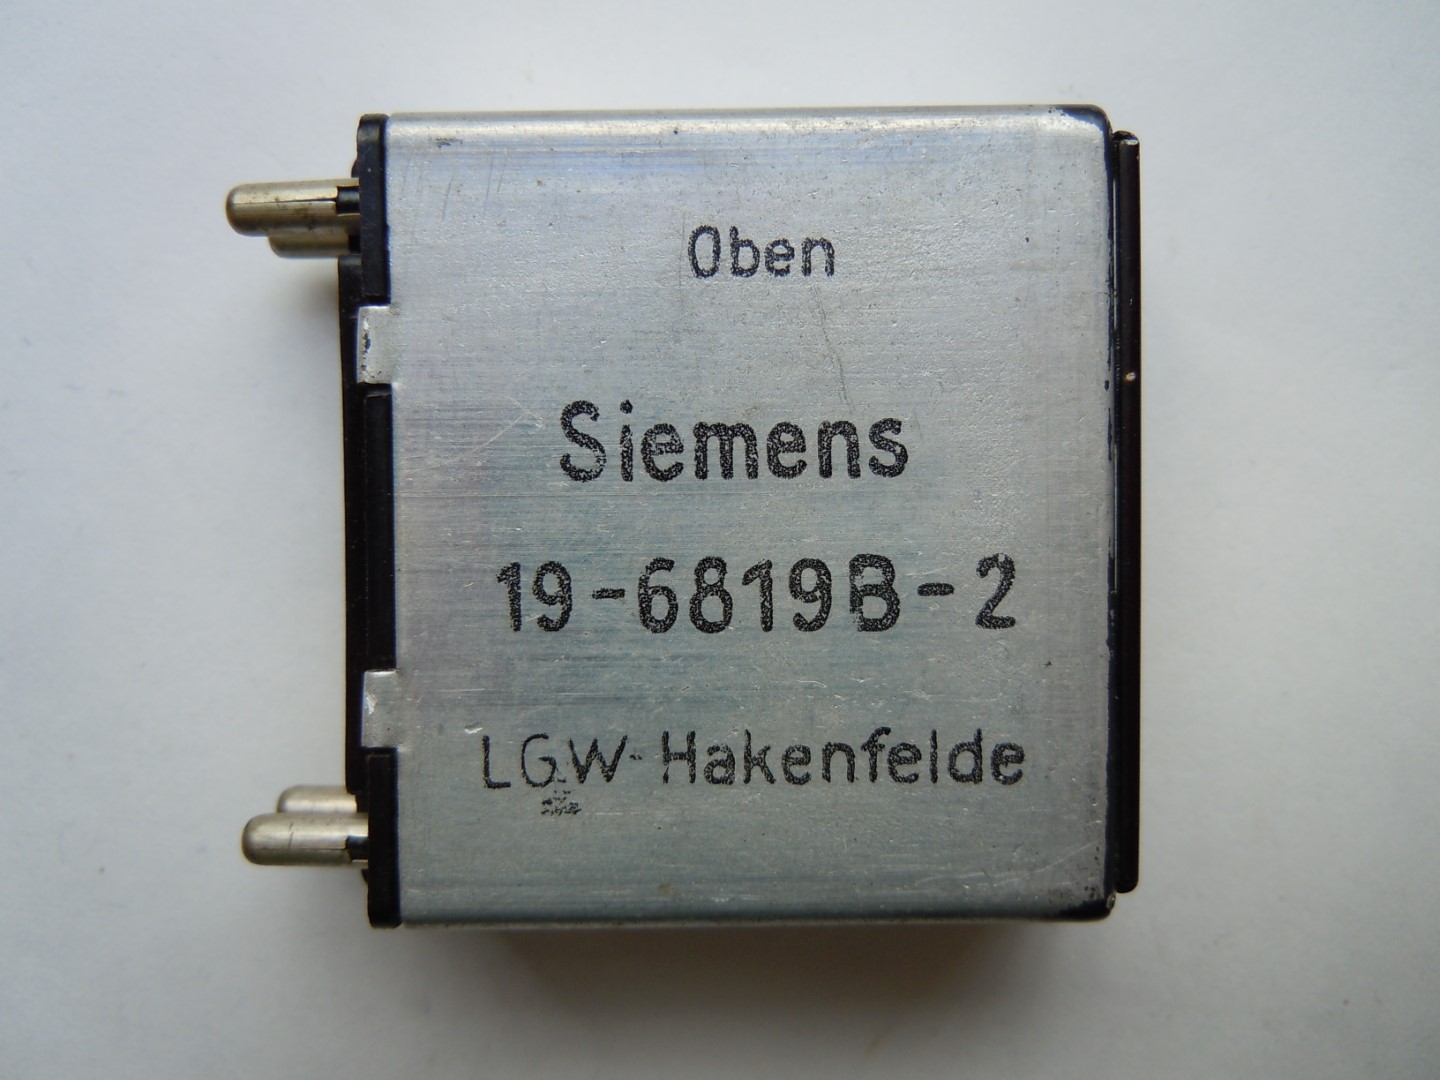 Oben
Siemens
19-6819B-2
LGW-Hakenfelde